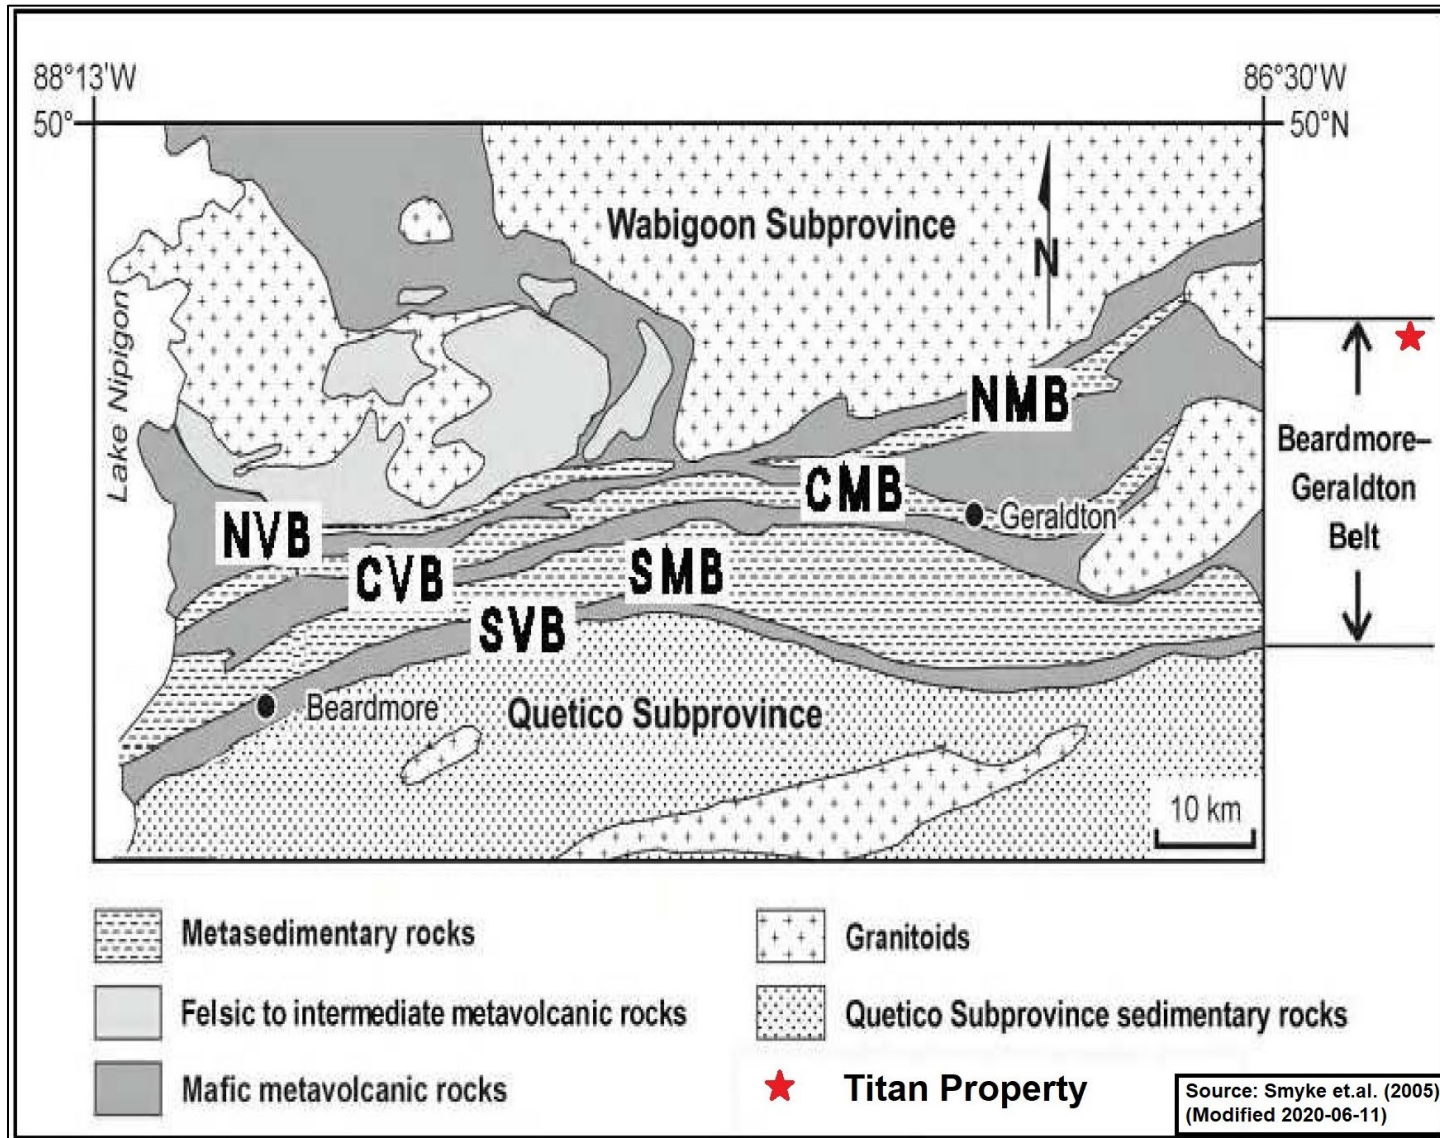 88°13'W
86°30'W
50°
50°N
Wabigoon Subprovince
N
Lake Nipigon
NMB
Beardmore–
Geraldton
Belt
CMB
Geraldton
NVB
CVB
SMB
SVB
Beardmore
Quetico Subprovince
10 km
Metasedimentary rocks
Granitoids
Felsic to intermediate metavolcanic rocks
Quetico Subprovince sedimentary rocks
Mafic metavolcanic rocks
Titan Property
Source: Smyke et.al. (2005)
(Modified 2020-06-11)